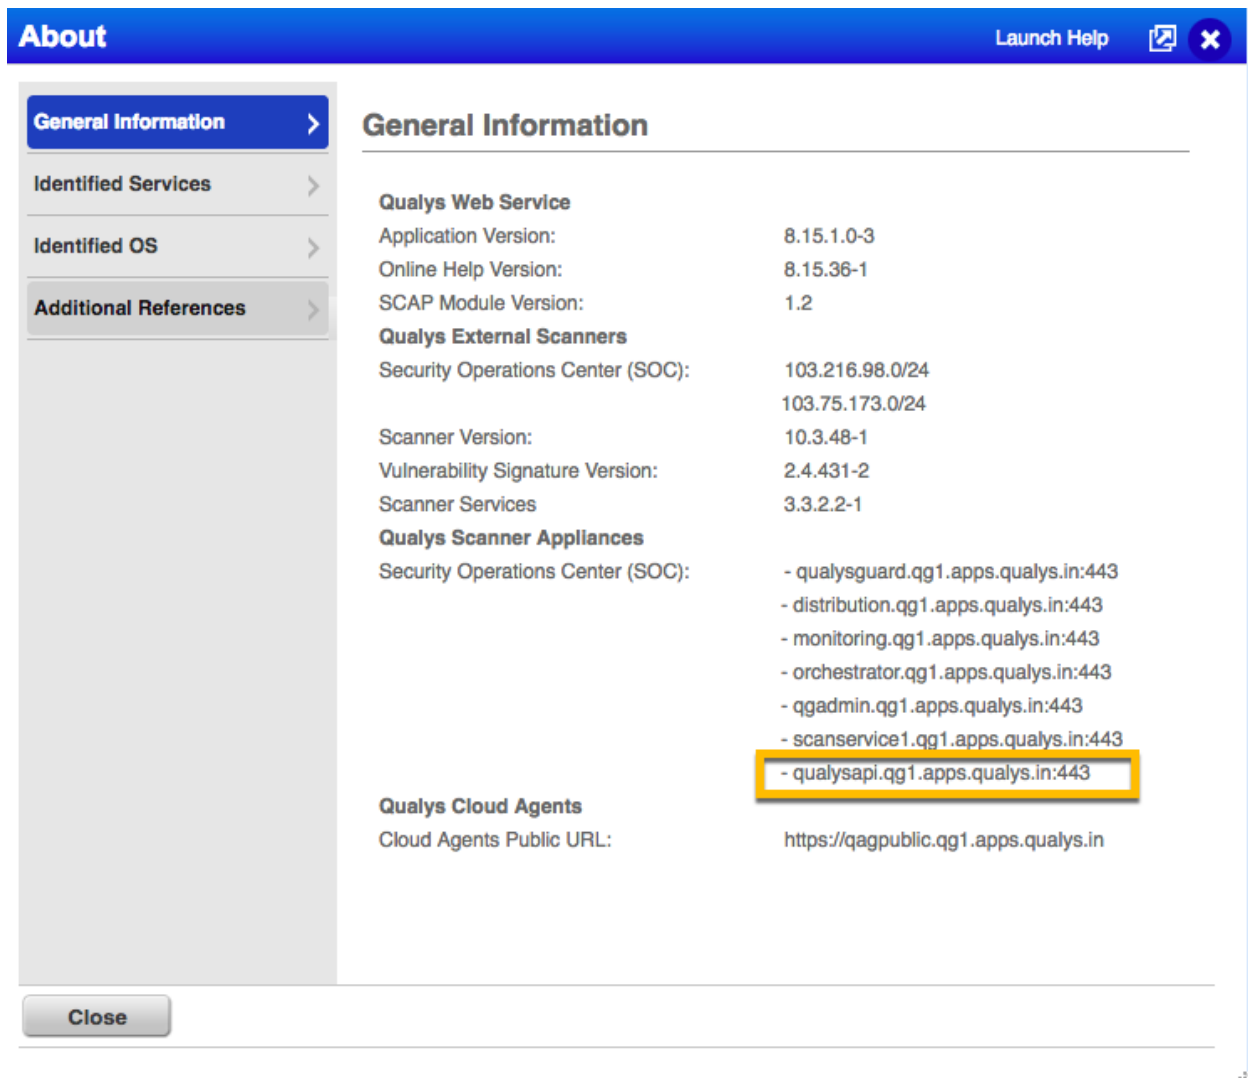 About
Launch Help
General Information
Identified Services
Identified OS
Additional References
General Information
Qualys Web Service
Application Version: 8.15.1.0-3
Online Help Version: 8.15.36-1
SCAP Module Version: 1.2
Qualys External Scanners
Security Operations Center (SOC): 103.216.98.0/24
103.75.173.0/24
Scanner Version: 10.3.48-1
Vulnerability Signature Version: 2.4.431-2
Scanner Services 3.3.2.2-1
Qualys Scanner Appliances
Security Operations Center (SOC): - qualysguard.qg1.apps.qualys.in:443
- distribution.qg1.apps.qualys.in:443
- monitoring.qg1.apps.qualys.in:443
- orchestrator.qg1.apps.qualys.in:443
- qgadmin.qg1.apps.qualys.in:443
- scanservice1.qg1.apps.qualys.in:443
- qualysapi.qg1.apps.qualys.in:443
Qualys Cloud Agents
Cloud Agents Public URL: https://qagpublic.qg1.apps.qualys.in
Close